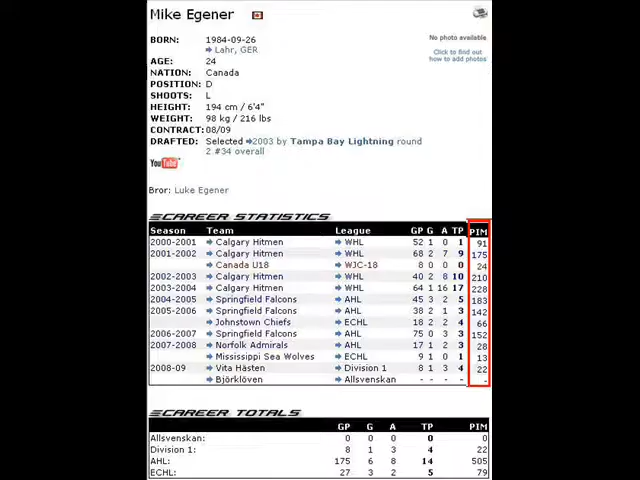 Mike Egener
No photo available
Click to find out
how to add photos
BORN: 1984-09-26
Lahr, GER
AGE: 24
NATION: Canada
POSITION: D
SHOOTS: L
HEIGHT: 194 cm / 6'4"
WEIGHT: 98 kg / 216 lbs
CONTRACT: 08/09
DRAFTED: Selected 2003 by Tampa Bay Lightning round
2 #34 overall
YouTube
Bror: Luke Egener
CAREER STATISTICS
Season Team League GP G A TP PIM
2000-2001 Calgary Hitmen WHL 52 1 0 1 91
2001-2002 Calgary Hitmen WHL 68 2 7 9 175
Canada U18 WJC-18 8 0 0 0 24
2002-2003 Calgary Hitmen WHL 40 2 8 10 210
2003-2004 Calgary Hitmen WHL 64 1 16 17 228
2004-2005 Springfield Falcons AHL 45 3 2 5 183
2005-2006 Springfield Falcons AHL 38 2 1 3 142
Johnstown Chiefs ECHL 18 2 2 4 66
2006-2007 Springfield Falcons AHL 75 0 3 3 152
2007-2008 Norfolk Admirals AHL 17 1 2 3 28
Mississippi Sea Wolves ECHL 9 1 0 1 13
2008-09 Vita Hästen Division 1 8 1 3 4 22
Björklöven Allsvenskan - - - - -
CAREER TOTALS
GP G A TP PIM
Allsvenskan: 0 0 0 0 0
Division 1: 8 1 3 4 22
AHL: 175 6 8 14 505
ECHL: 27 3 2 5 79